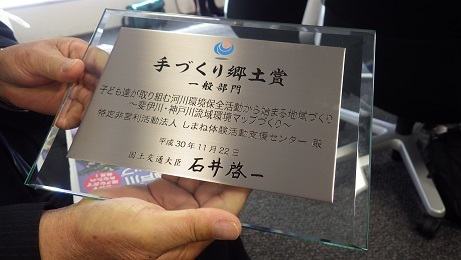 手づくり郷土賞
一般部門
子ども達が取り組む河川環境保全活動から始まる地域づくり
～斐伊川・神戸川流域環境マップづくり～
特定非営利活動法人 しまね体験活動支援センター 殿
平成30年11月22日
国土交通大臣 石井啓一